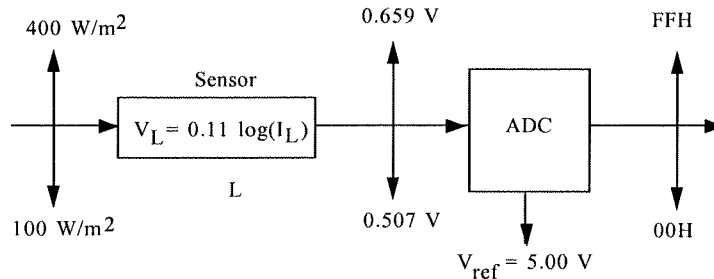 400 W/m²
0.659 V
FFH
Sensor
V_L = 0.11 log(I_L)
ADC
L
100 W/m²
0.507 V
00H
V_ref = 5.00 V